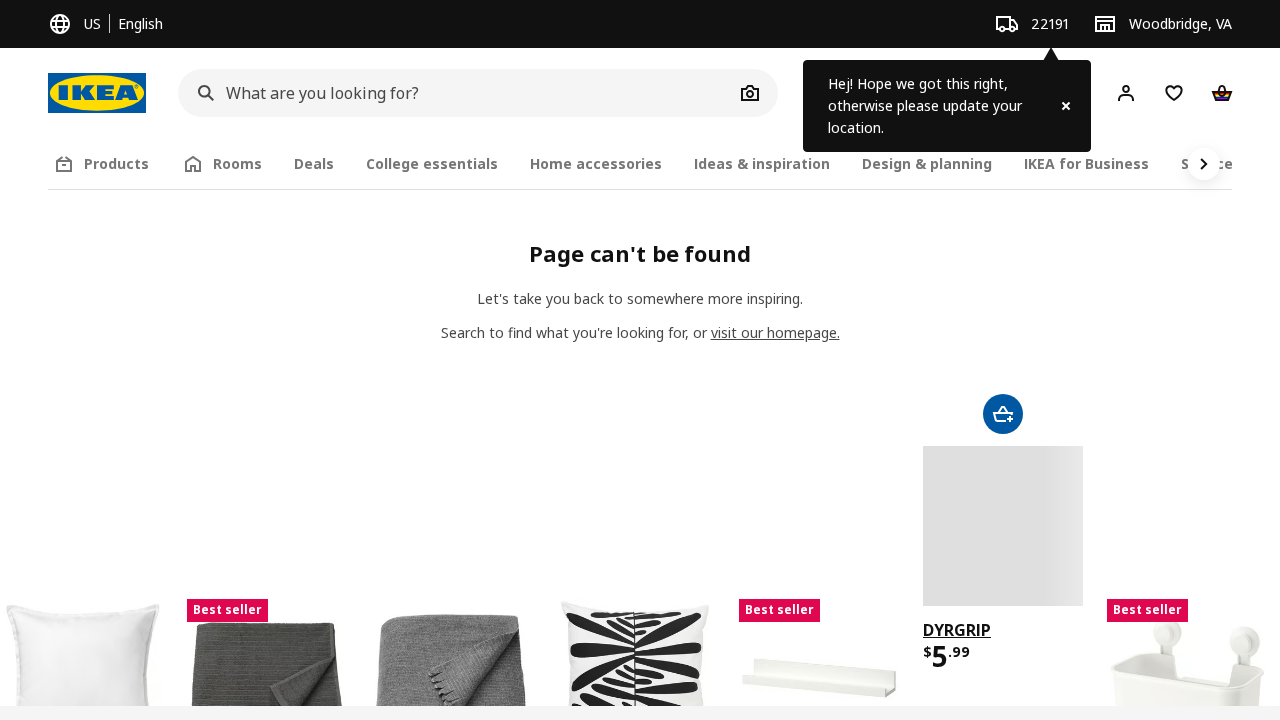 US
English
22191
Woodbridge, VA
IKEA
What are you looking for?
Hej! Hope we got this right,
otherwise please update your
location.
Products
Rooms
Deals
College essentials
Home accessories
Ideas & inspiration
Design & planning
IKEA for Business
Page can't be found
Let's take you back to somewhere more inspiring.
Search to find what you're looking for, or visit our homepage.
Best seller
Best seller
Best seller
DYRGRIP
$5.99